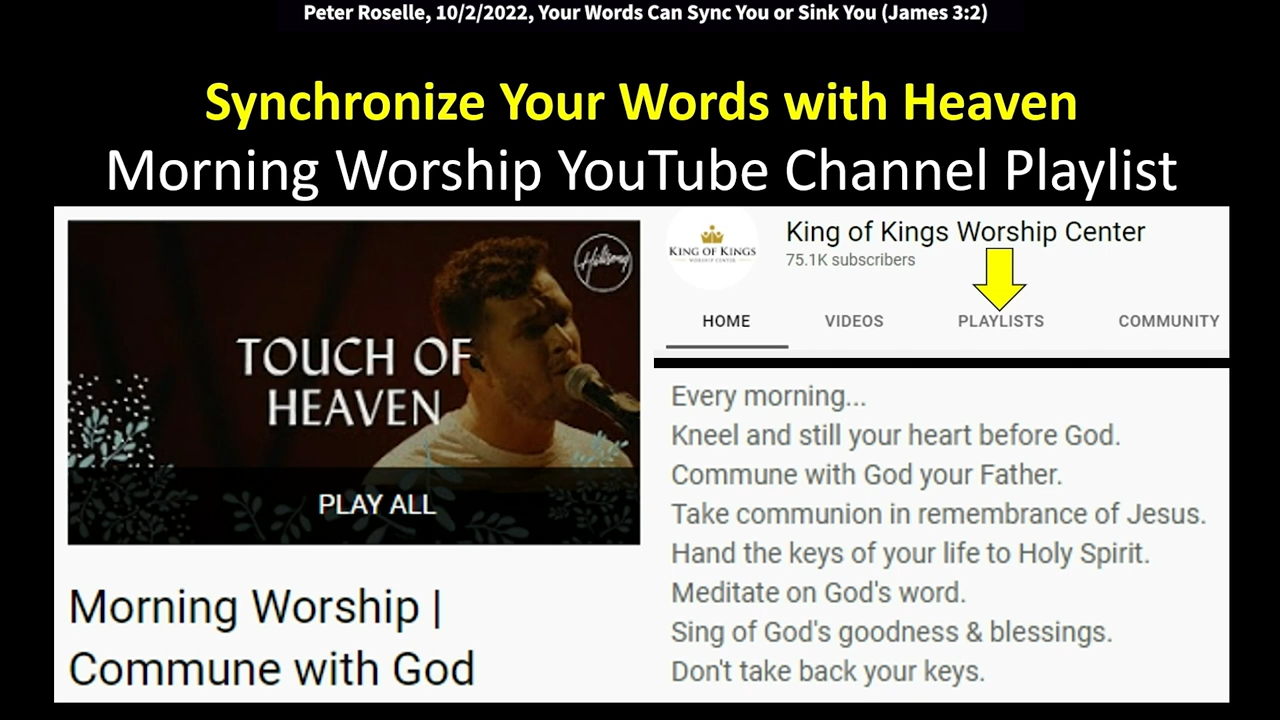 Peter Roselle, 10/2/2022, Your Words Can Sync You or Sink You (James 3:2)
Synchronize Your Words with Heaven
Morning Worship YouTube Channel Playlist
Hillsong
TOUCH OF
HEAVEN
PLAY ALL
Morning Worship |
Commune with God
KING OF KINGS
WORSHIP CENTER
King of Kings Worship Center
75.1K subscribers
HOME VIDEOS PLAYLISTS COMMUNITY
Every morning...
Kneel and still your heart before God.
Commune with God your Father.
Take communion in remembrance of Jesus.
Hand the keys of your life to Holy Spirit.
Meditate on God's word.
Sing of God's goodness & blessings.
Don't take back your keys.